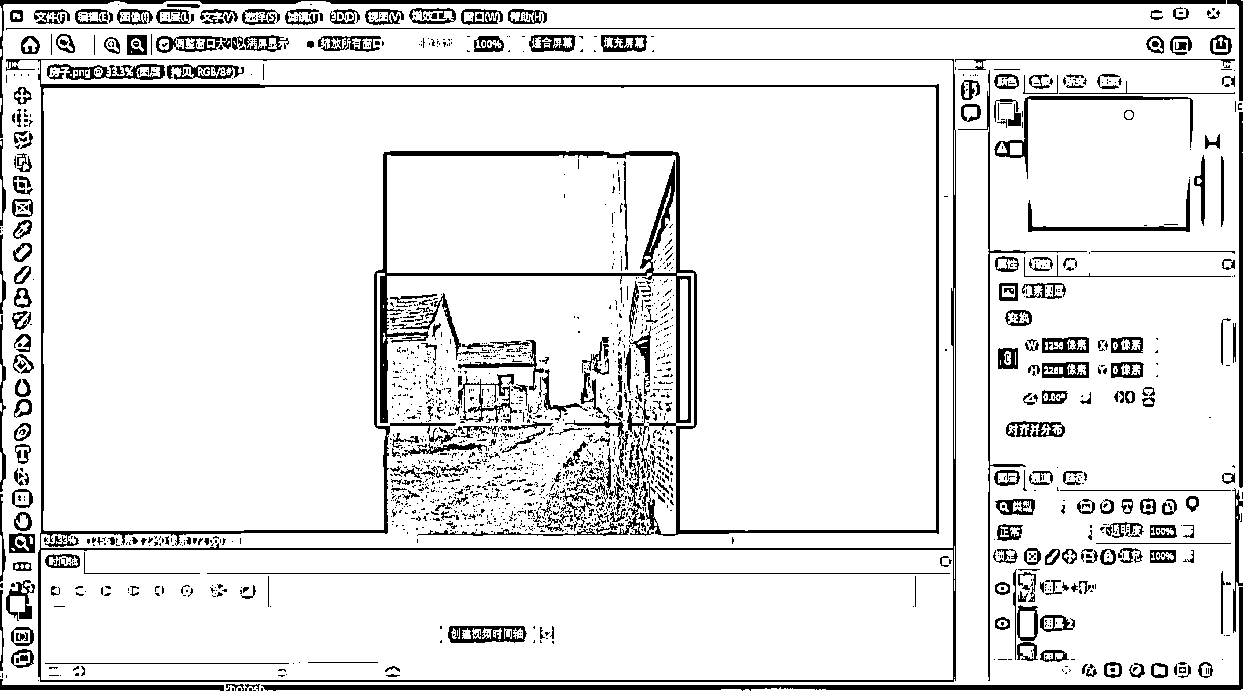 文件(F) 编辑(E) 图像(I) 图层(L) 文字(Y) 选择(S) 滤镜(T) 3D(D) 视图(V) 增效工具 窗口(W) 帮助(H)
调整窗口大小以满屏显示 缩放所有窗口 100% 适合屏幕 填充屏幕
房子.png @ 33.3% (图层 1 拷贝, RGB/8#)
颜色 色板 渐变 图案
属性 调整 库
像素图层
变换
W 1256 像素 X 0 像素
H 像素 Y 0 像素
0.00°
对齐并分布
图层 通道 路径
类型
正常 不透明度: 100%
锁定: 填充: 100%
图层 1 拷贝
图层 2
33.33% 1256 像素 x 2240 像素 (72 ppi)
时间轴
创建视频时间轴